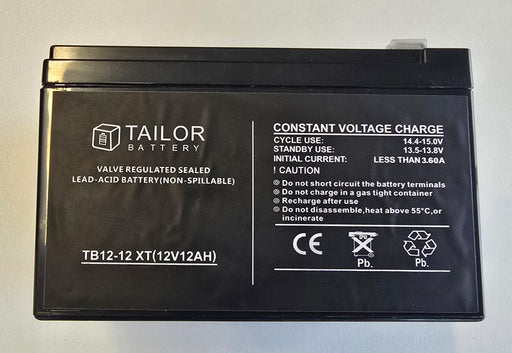 TAILOR
BATTERY
VALVE REGULATED SEALED
LEAD-ACID BATTERY(NON-SPILLABLE)
TB12-12 XT(12V12AH)
CONSTANT VOLTAGE CHARGE
CYCLE USE: 14.4-15.0V
STANDBY USE: 13.5-13.8V
INITIAL CURRENT: LESS THAN 3.60A
! CAUTION
Do not short circuit the battery terminals
Do not charge in a gas tight container
Recharge after use
Do not disassemble,heat above 55°C,or
incinerate
CE Pb. Pb.